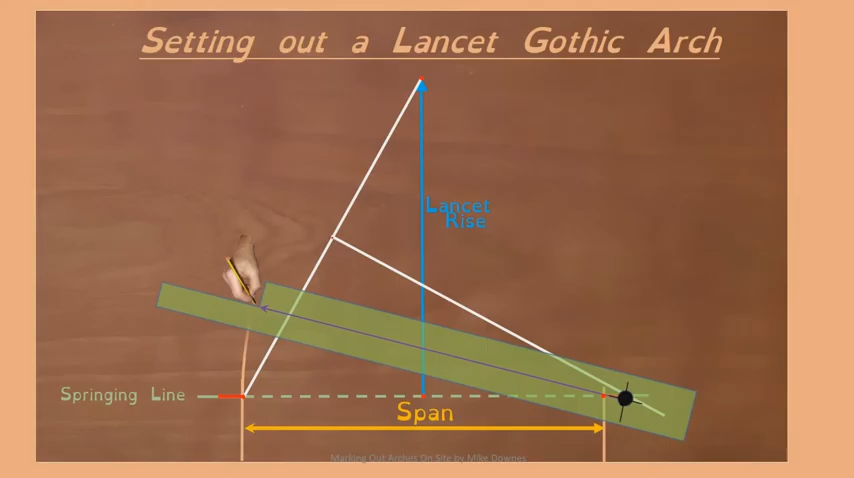 Setting out a Lancet Gothic Arch
Lancet
Rise
Springing Line
Span
Marking Out Arches On Site by Mike Downes